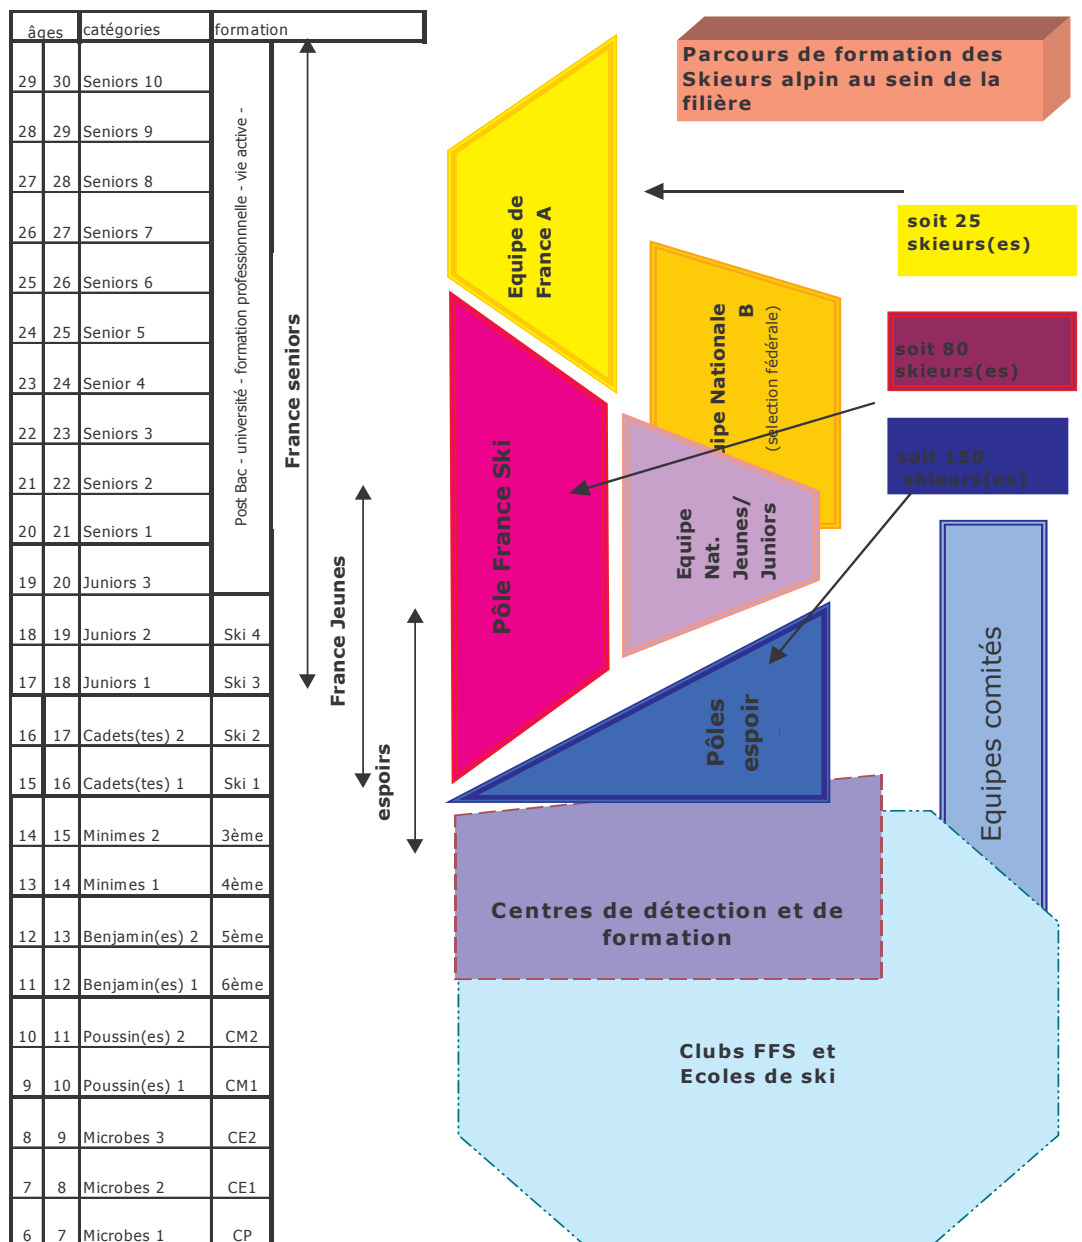 âges catégories formation
29 30 Seniors 10
28 29 Seniors 9
27 28 Seniors 8
26 27 Seniors 7
25 26 Seniors 6
24 25 Senior 5
23 24 Senior 4
22 23 Seniors 3
21 22 Seniors 2
20 21 Seniors 1
19 20 Juniors 3
18 19 Juniors 2 Ski 4
17 18 Juniors 1 Ski 3
16 17 Cadets(tes) 2 Ski 2
15 16 Cadets(tes) 1 Ski 1
14 15 Minimes 2 3ème
13 14 Minimes 1 4ème
12 13 Benjamin(es) 2 5ème
11 12 Benjamin(es) 1 6ème
10 11 Poussin(es) 2 CM2
9 10 Poussin(es) 1 CM1
8 9 Microbes 3 CE2
7 8 Microbes 2 CE1
6 7 Microbes 1 CP
Post Bac - université - formation professionnnelle - vie active -
France seniors
France Jeunes
espoirs
Parcours de formation des
Skieurs alpin au sein de la
filière
Equipe de
France A
soit 25
skieurs(es)
ipe Nationale
B
(selection fédérale)
soit 80
skieurs(es)
Pôle France Ski
soit 150
skieurs(es)
Equipe
Nat.
Jeunes/
Juniors
Pôles
espoir
Equipes comités
Centres de détection et de
formation
Clubs FFS et
Ecoles de ski